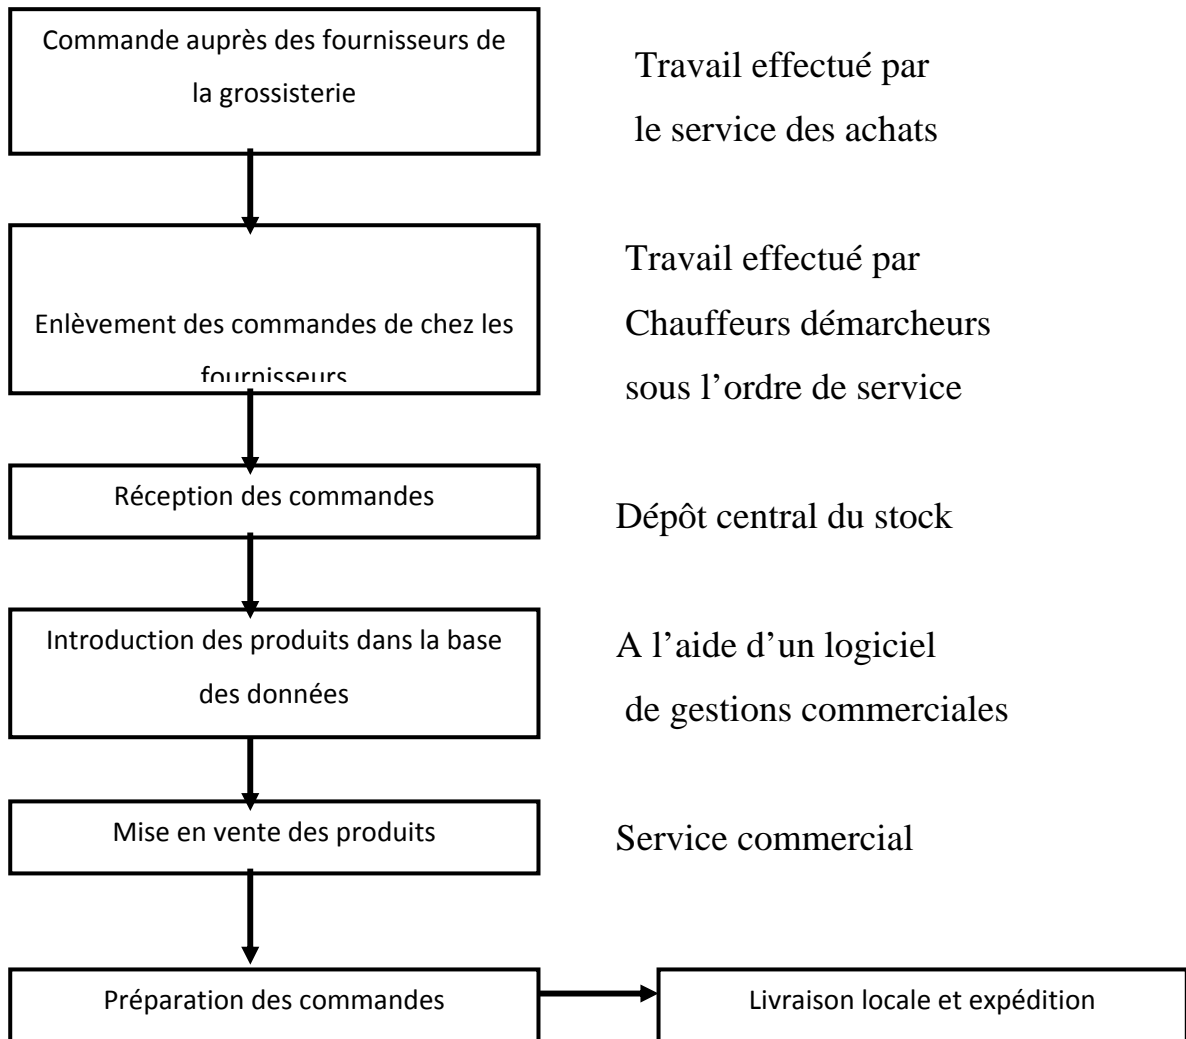 Commande auprès des fournisseurs de
la grossisterie
Travail effectué par
le service des achats
Enlèvement des commandes de chez les
fournisseurs
Travail effectué par
Chauffeurs démarcheurs
sous l’ordre de service
Réception des commandes
Dépôt central du stock
Introduction des produits dans la base
des données
A l’aide d’un logiciel
de gestions commerciales
Mise en vente des produits
Service commercial
Préparation des commandes
Livraison locale et expédition